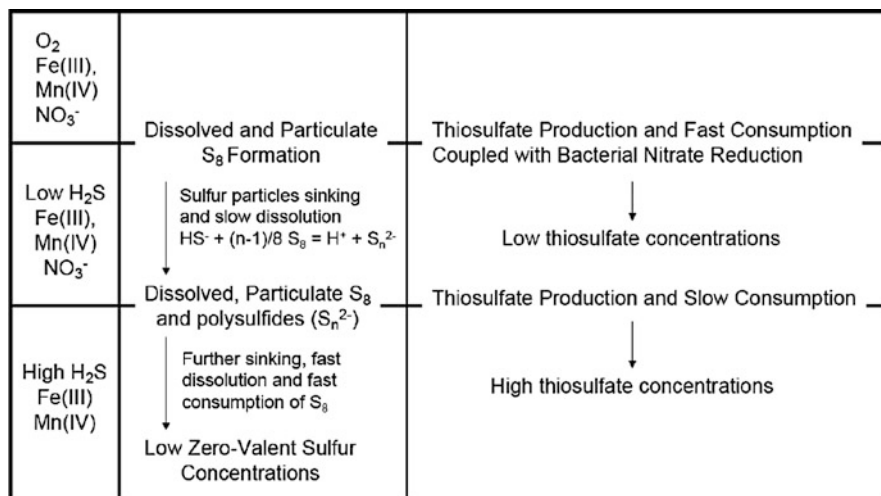 O₂
Fe(III),
Mn(IV)
NO₃⁻
Dissolved and Particulate
S₈ Formation
Thiosulfate Production and Fast Consumption
Coupled with Bacterial Nitrate Reduction
Low H₂S
Fe(III),
Mn(IV)
NO₃⁻
Sulfur particles sinking
and slow dissolution
HS⁻ + (n-1)/8 S₈ = H⁺ + Sₙ²⁻
Low thiosulfate concentrations
Dissolved, Particulate S₈
and polysulfides (Sₙ²⁻)
Thiosulfate Production and Slow Consumption
High H₂S
Fe(III)
Mn(IV)
Further sinking, fast
dissolution and fast
consumption of S₈
High thiosulfate concentrations
Low Zero-Valent Sulfur
Concentrations